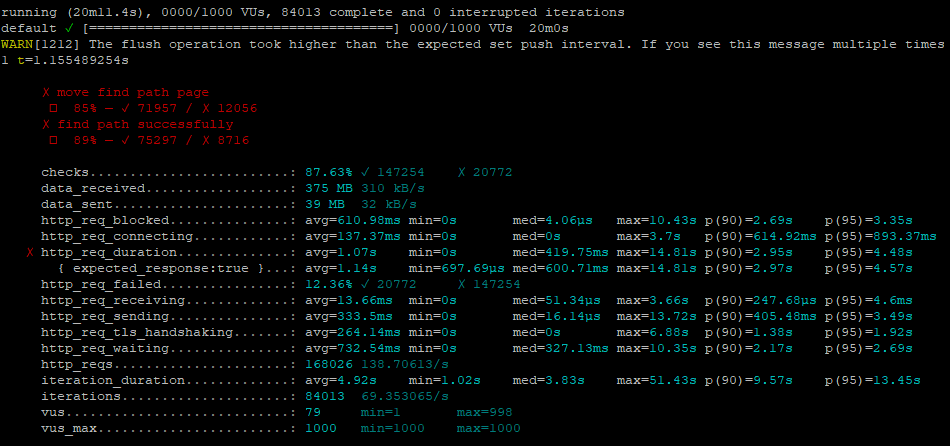 running (20m11.4s), 0000/1000 VUs, 84013 complete and 0 interrupted iterations
default ✓ [======================================] 0000/1000 VUs  20m0s
WARN[1212] The flush operation took higher than the expected set push interval. If you see this message multiple times
l t=1.155489254s
✗ move find path page
85% — ✓ 71957 / ✗ 12056
✗ find path successfully
89% — ✓ 75297 / ✗ 8716
checks.........................: 87.63% ✓ 147254    ✗ 20772
data_received..................: 375 MB 310 kB/s
data_sent......................: 39 MB  32 kB/s
http_req_blocked...............: avg=610.98ms min=0s       med=4.06µs   max=10.43s p(90)=2.69s    p(95)=3.35s
http_req_connecting............: avg=137.37ms min=0s       med=0s       max=3.7s   p(90)=614.92ms p(95)=893.37ms
✗ http_req_duration..............: avg=1.07s    min=0s       med=419.75ms max=14.81s p(90)=2.95s    p(95)=4.48s
{ expected_response:true }...: avg=1.14s    min=697.69µs med=600.71ms max=14.81s p(90)=2.97s    p(95)=4.57s
http_req_failed................: 12.36% ✓ 20772     ✗ 147254
http_req_receiving.............: avg=13.66ms  min=0s       med=51.34µs  max=3.66s  p(90)=247.68µs p(95)=4.6ms
http_req_sending...............: avg=333.5ms  min=0s       med=16.14µs  max=13.72s p(90)=405.48ms p(95)=3.49s
http_req_tls_handshaking.......: avg=264.14ms min=0s       med=0s       max=6.88s  p(90)=1.38s    p(95)=1.92s
http_req_waiting...............: avg=732.54ms min=0s       med=327.13ms max=10.35s p(90)=2.17s    p(95)=2.69s
http_reqs......................: 168026 138.70613/s
iteration_duration.............: avg=4.92s    min=1.02s    med=3.83s    max=51.43s p(90)=9.57s    p(95)=13.45s
iterations.....................: 84013  69.353065/s
vus............................: 79     min=1       max=998
vus_max........................: 1000   min=1000    max=1000